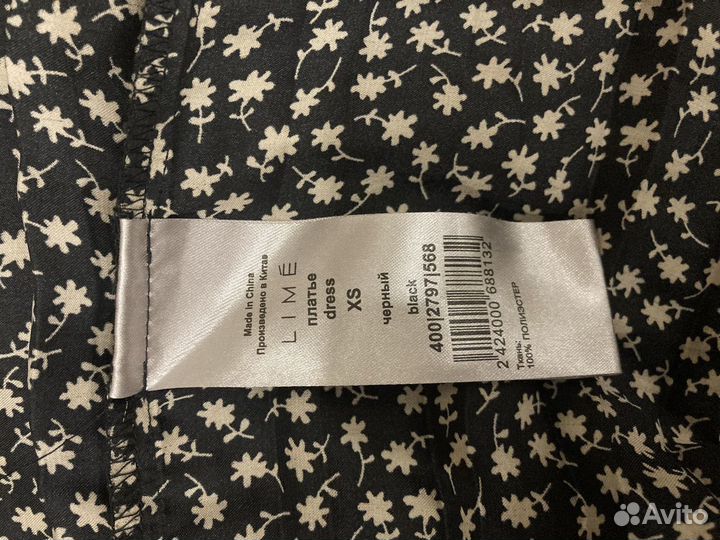 Made In China
Произведено в Китае
LIMÉ
платье
dress
XS
черный
black
400|2797|568
2 424000 688132
Ткань:
100% ПОЛИЭСТЕР
Avito